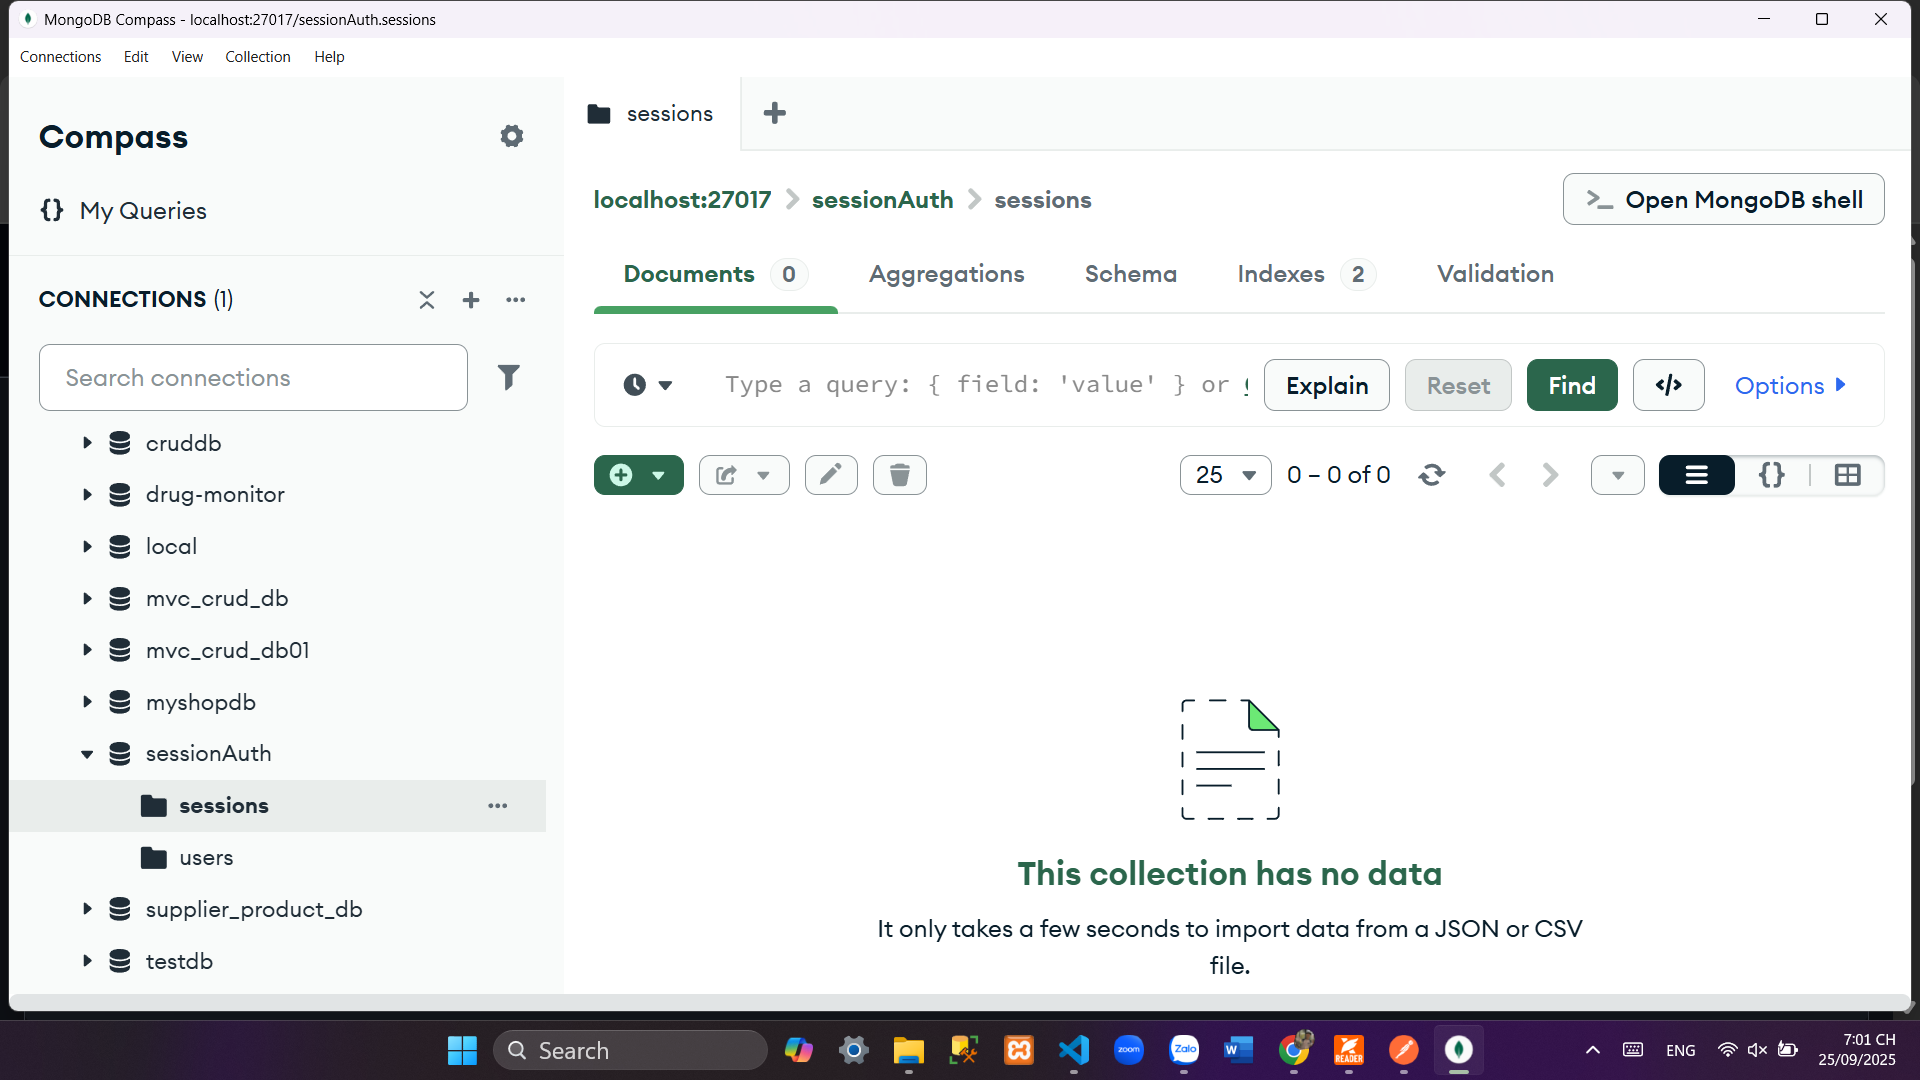 MongoDB Compass - localhost:27017/sessionAuth.sessions
Connections Edit View Collection Help
Compass
{} My Queries
CONNECTIONS (1)
Search connections
cruddb
drug-monitor
local
mvc_crud_db
mvc_crud_db01
myshopdb
sessionAuth
sessions
users
supplier_product_db
testdb
sessions
localhost:27017 > sessionAuth > sessions
>_ Open MongoDB shell
Documents 0 Aggregations Schema Indexes 2 Validation
Type a query: { field: 'value' } or
Explain Reset Find </> Options
25 0 – 0 of 0 {}
This collection has no data
It only takes a few seconds to import data from a JSON or CSV
file.
Search
zoom
Zalo
W
READER
ENG
7:01 CH
25/09/2025